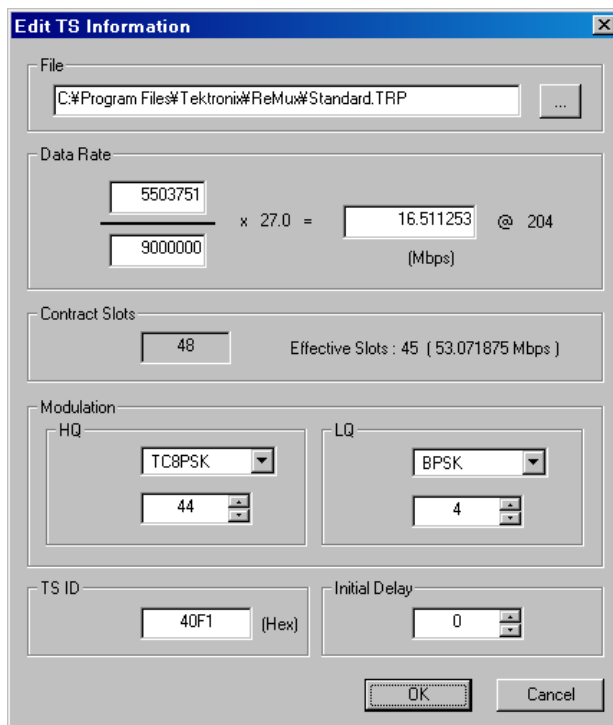 Edit TS Information
File
C:¥Program Files¥Tektronix¥ReMux¥Standard.TRP
...
Data Rate
5503751
9000000
x 27.0 =
16.511253
@ 204
(Mbps)
Contract Slots
48
Effective Slots : 45 ( 53.071875 Mbps )
Modulation
HQ
TC8PSK
44
LQ
BPSK
4
TS ID
40F1
(Hex)
Initial Delay
0
OK
Cancel